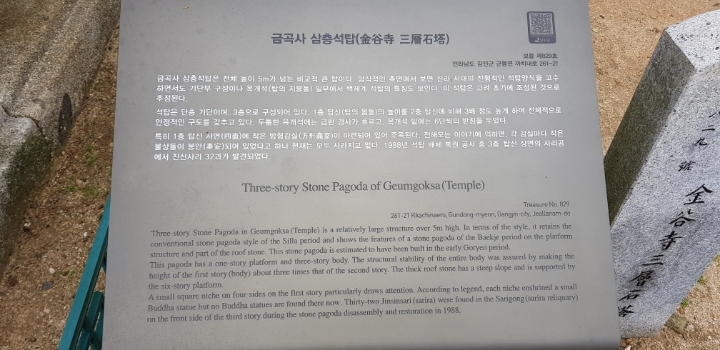 금곡사 삼층석탑(金谷寺 三層石塔)
보물 제829호
전라남도 강진군 군동면 까치내로 261-21
금곡사 삼층석탑은 전체 높이 5m가 넘는 비교적 큰 탑이다. 양식적인 측면에서 보면 신라 시대의 전형적인 석탑양식을 고수
하면서도 기단부 구성이나 옥개석(탑의 지붕돌) 일부에서 백제계 석탑의 특징도 보인다. 이 석탑은 고려 초기에 조성된 것으로
추정된다.
석탑은 단층 기단이며, 3층으로 구성되어 있다. 1층 탑신(탑의 몸돌)의 높이를 2층 탑신에 비해 3배 정도 높게 하여 전체적으로
안정적인 구도를 갖추고 있다. 두툼한 옥개석에는 급한 경사가 흐르고, 옥개석 밑에는 6단씩의 받침을 두었다.
특히 1층 탑신 사면(四面)에 작은 방형감실(方形龕室)이 마련되어 있어 주목된다. 전해오는 이야기에 의하면, 각 감실마다 작은
불상들이 봉안(奉安)되어 있었다고 하나 현재는 모두 사라지고 없다. 1988년 석탑 해체 복원 공사 중 3층 탑신 상면의 사리공
에서 진신사리 32과가 발견되었다.
Three-story Stone Pagoda of Geumgoksa(Temple)
Treasure No. 829
261-21 Kkachinaero, Gundong-myeon, Gangjin-city, Jeollanam-do
Three-story Stone Pagoda in Geumgoksa (Temple) is a relatively large structure over 5m high. In terms of the style, it retains the
conventional stone pagoda style of the Silla period and shows the features of a stone pagoda of the Baekje period on the platform
structure and part of the roof stone. This stone pagoda is estimated to have been built in the early Goryeo period.
This pagoda has a one-story platform and three-story body. The structural stability of the entire body was assured by making the
height of the first story (body) about three times that of the second story. The thick roof stone has a steep slope and is supported by
the six-story platform.
A small square niche on four sides on the first story particularly draws attention. According to legend, each niche enshrined a small
Buddha statue but no Buddha statues are found there now. Thirty-two Jinsinsari (sarira) were found in the Sarigong (sarira reliquary)
on the front side of the third story during the stone pagoda disassembly and restoration in 1988.
二九號
金谷寺三層石塔